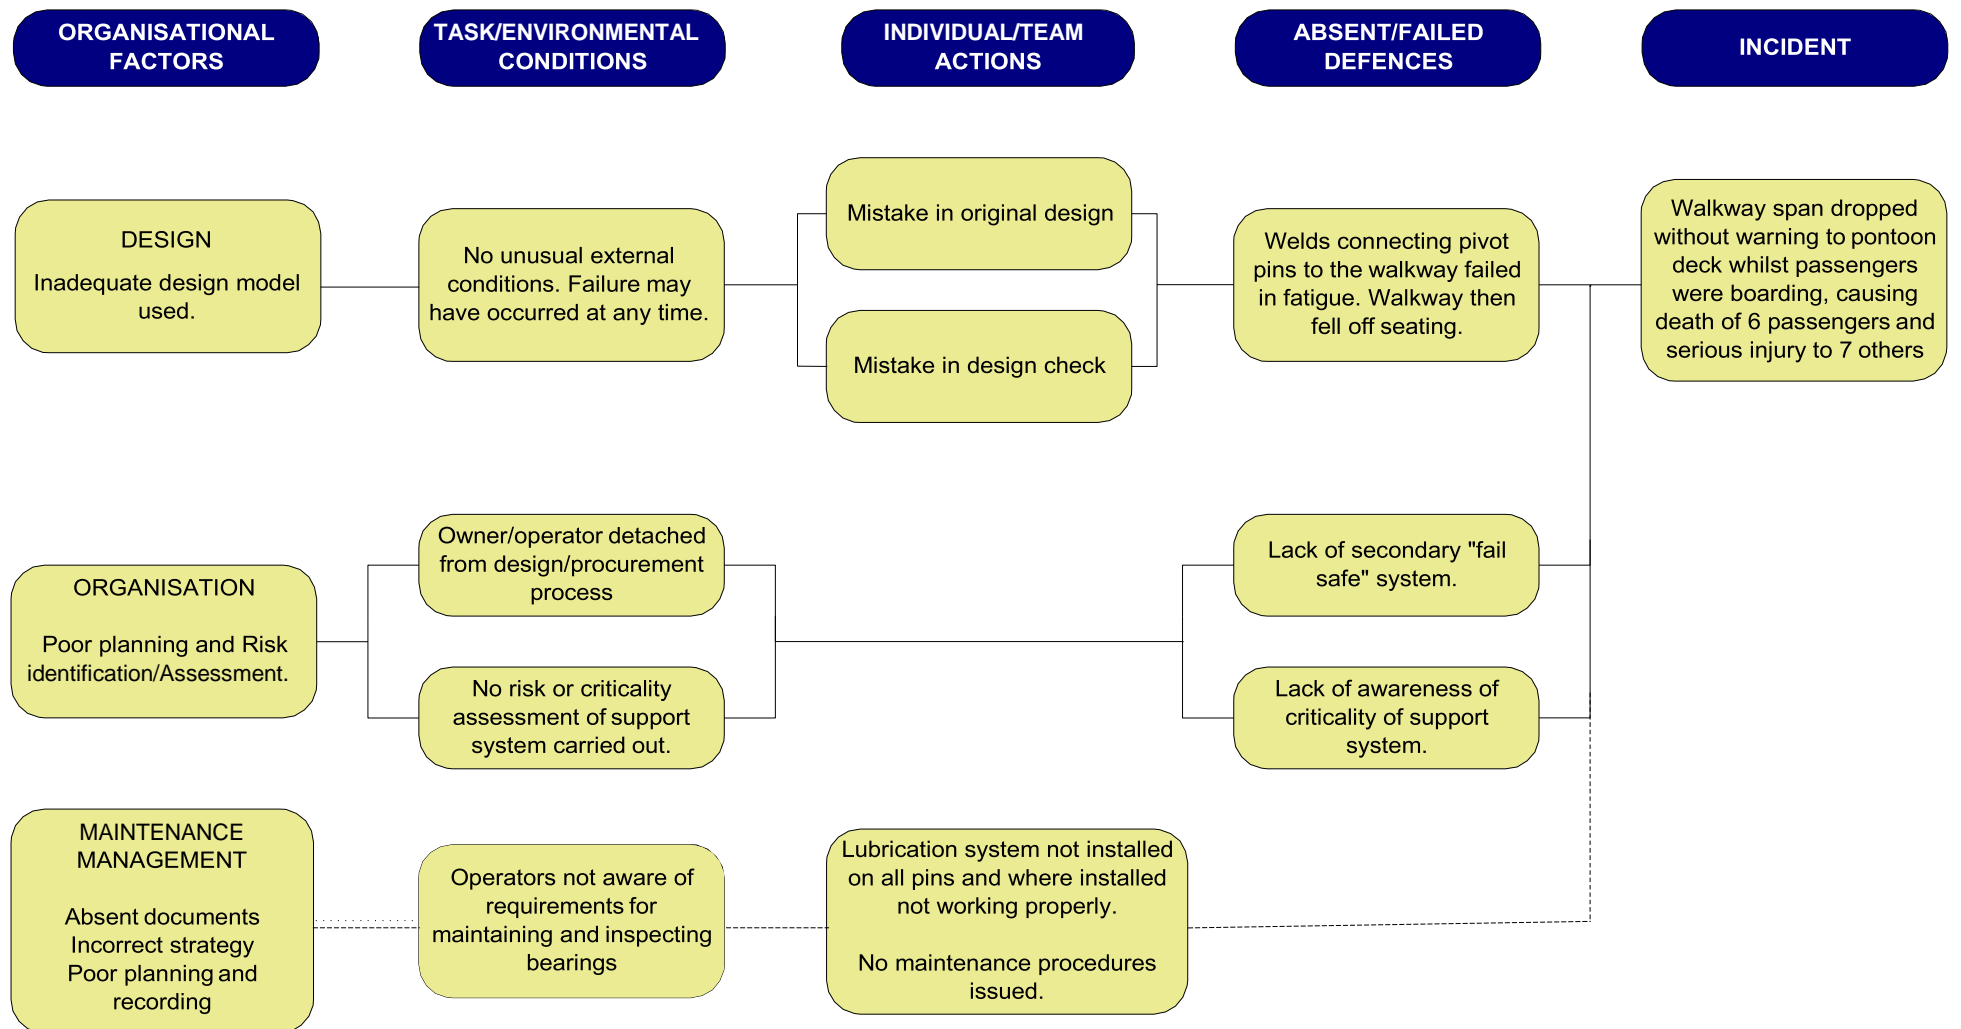 ORGANISATIONAL
FACTORS
TASK/ENVIRONMENTAL
CONDITIONS
INDIVIDUAL/TEAM
ACTIONS
ABSENT/FAILED
DEFENCES
INCIDENT
DESIGN
Inadequate design model
used.
No unusual external
conditions. Failure may
have occurred at any time.
Mistake in original design
Mistake in design check
Welds connecting pivot
pins to the walkway failed
in fatigue. Walkway then
fell off seating.
Walkway span dropped
without warning to pontoon
deck whilst passengers
were boarding, causing
death of 6 passengers and
serious injury to 7 others
ORGANISATION
Poor planning and Risk
identification/Assessment.
Owner/operator detached
from design/procurement
process
No risk or criticality
assessment of support
system carried out.
Lack of secondary "fail
safe" system.
Lack of awareness of
criticality of support
system.
MAINTENANCE
MANAGEMENT
Absent documents
Incorrect strategy
Poor planning and
recording
Operators not aware of
requirements for
maintaining and inspecting
bearings
Lubrication system not installed
on all pins and where installed
not working properly.
No maintenance procedures
issued.